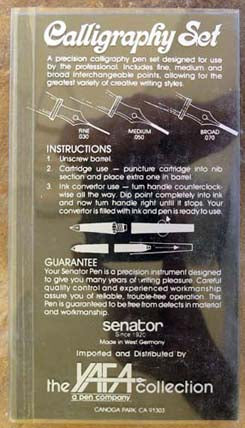 Calligraphy Set
A precision calligraphy pen set designed for use
by the professional. Includes fine, medium and
broad interchangeable points, allowing for the
greatest variety of creative writing styles.
FINE MEDIUM BROAD
.030 .050 .070
INSTRUCTIONS
1. Unscrew barrel.
2. Cartridge use — puncture cartridge into nib
section and place extra one in barrel.
3. Ink convertor use — turn handle counterclock-
wise all the way. Dip point completely into ink
and now turn handle right until it stops. Your
convertor is filled with ink and pen is ready to use.
GUARANTEE
Your Senator Pen is a precision instrument designed
to give you many years of writing pleasure. Careful
quality control and experienced workmanship
assure you of reliable, trouble-free operation. This
Pen is guaranteed to be free from defects in material
and workmanship.
senator
Since 1920
Made in West Germany
Imported and Distributed by
the YAFA collection
a pen company
CANOGA PARK CA 91303